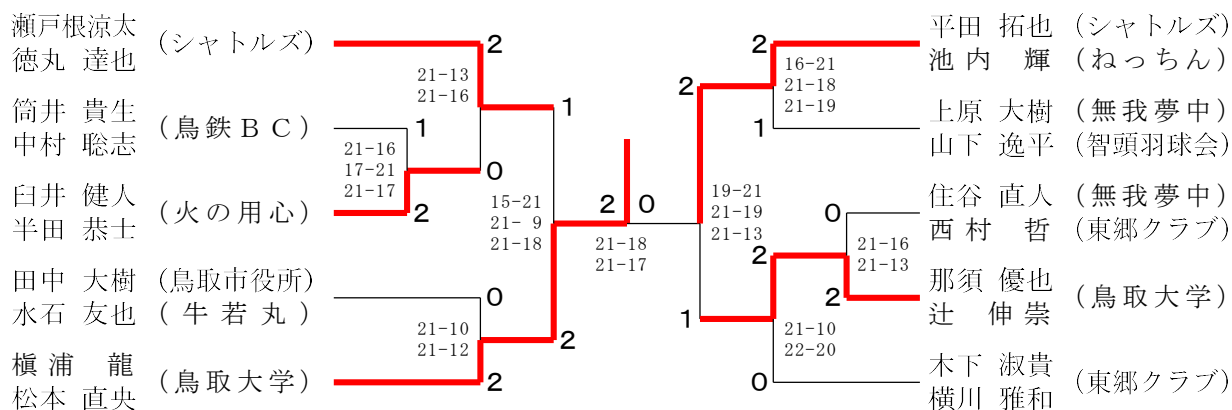 瀬戸根涼太
徳丸 達也
(シャトルズ)
2
21-13
21-16
1
筒井 貴生
中村 聡志
(鳥鉄BC)
1
21-16
17-21
21-17
0
臼井 健人
半田 恭士
(火の用心)
2
15-21
21- 9
21-18
田中 大樹 (鳥取市役所)
水石 友也 (牛若丸)
0
21-10
21-12
2
槇浦 龍
松本 直央
(鳥取大学)
2
2 0
21-18
21-17
平田 拓也 (シャトルズ)
池内 輝 (ねっちん)
2
16-21
21-18
21-19
2
上原 大樹 (無我夢中)
山下 逸平 (智頭羽球会)
1
19-21
21-19
21-13
住谷 直人 (無我夢中)
西村 哲 (東郷クラブ)
0
21-16
21-13
2
那須 優也
辻 伸崇
(鳥取大学)
2
1
21-10
22-20
木下 淑貴
横川 雅和
(東郷クラブ)
0